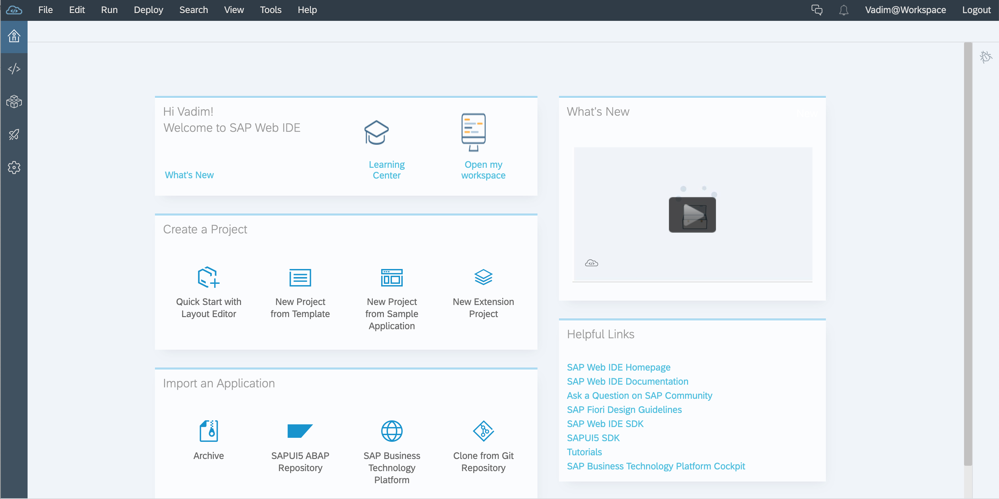 File Edit Run Deploy Search View Tools Help Vadim@Workspace Logout
Hi Vadim!
Welcome to SAP Web IDE
What's New
Learning
Center
Open my
workspace
Create a Project
Quick Start with
Layout Editor
New Project
from Template
New Project
from Sample
Application
New Extension
Project
Import an Application
Archive
SAPUI5 ABAP
Repository
SAP Business
Technology
Platform
Clone from Git
Repository
What's New
New
Helpful Links
SAP Web IDE Homepage
SAP Web IDE Documentation
Ask a Question on SAP Community
SAP Fiori Design Guidelines
SAP Web IDE SDK
SAPUI5 SDK
Tutorials
SAP Business Technology Platform Cockpit